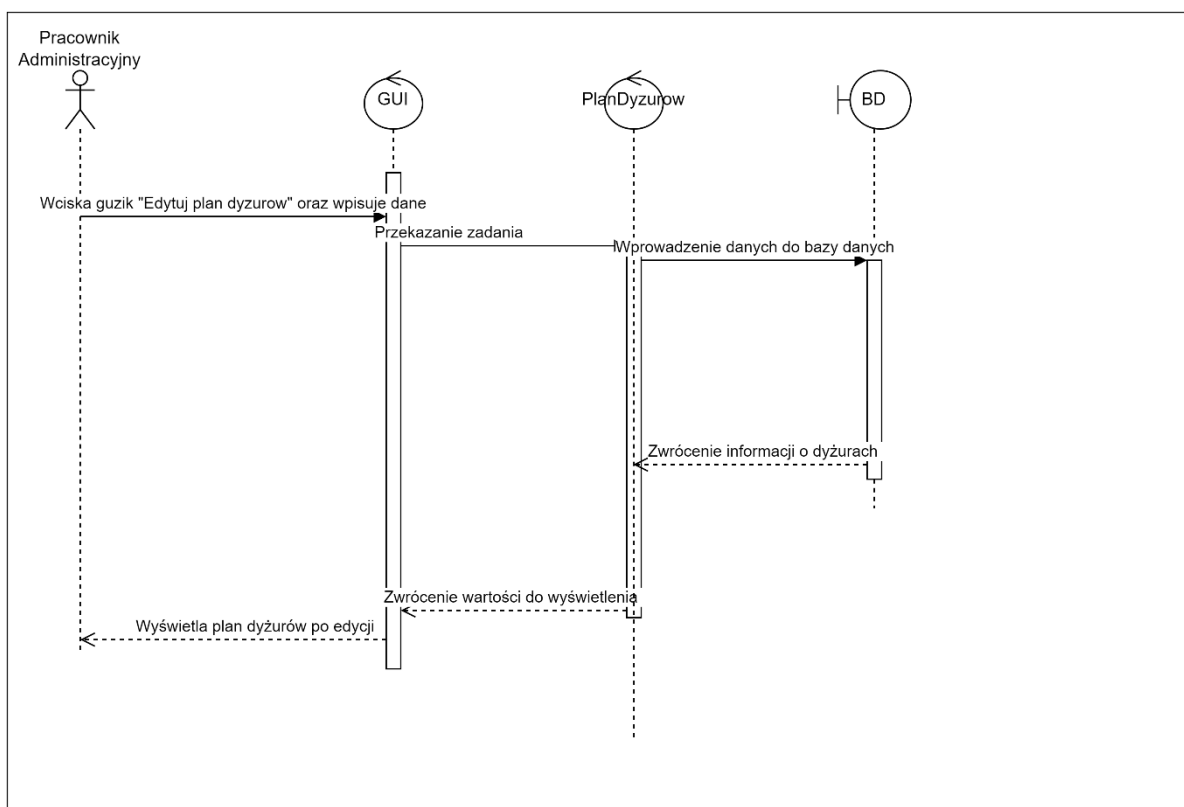 Pracownik
Administracyjny
GUI
PlanDyzurow
BD
Wciska guzik "Edytuj plan dyzurow" oraz wpisuje dane
Przekazanie zadania
Wprowadzenie danych do bazy danych
Zwrócenie informacji o dyżurach
Zwrócenie wartości do wyświetlenia
Wyświetla plan dyżurów po edycji